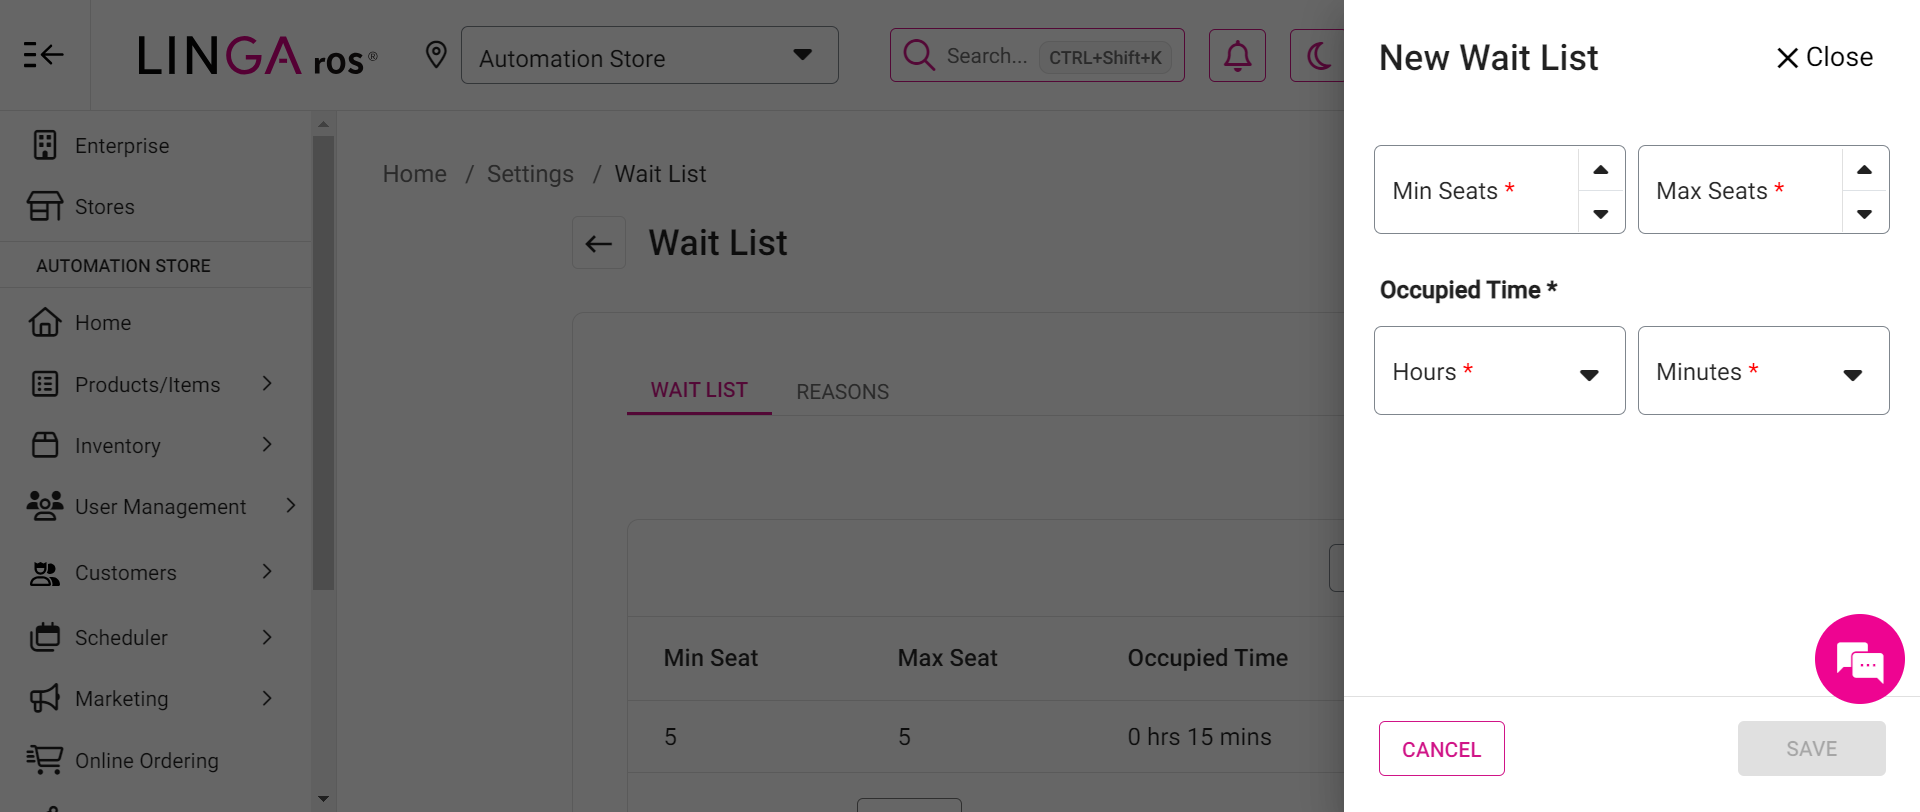 LINGA ros®
Automation Store
Search... CTRL+Shift+K
Enterprise
Stores
AUTOMATION STORE
Home
Products/Items
Inventory
User Management
Customers
Scheduler
Marketing
Online Ordering
Home / Settings / Wait List
Wait List
WAIT LIST REASONS
Min Seat Max Seat Occupied Time
5 5 0 hrs 15 mins
New Wait List
Close
Min Seats * Max Seats *
Occupied Time *
Hours * Minutes *
CANCEL SAVE